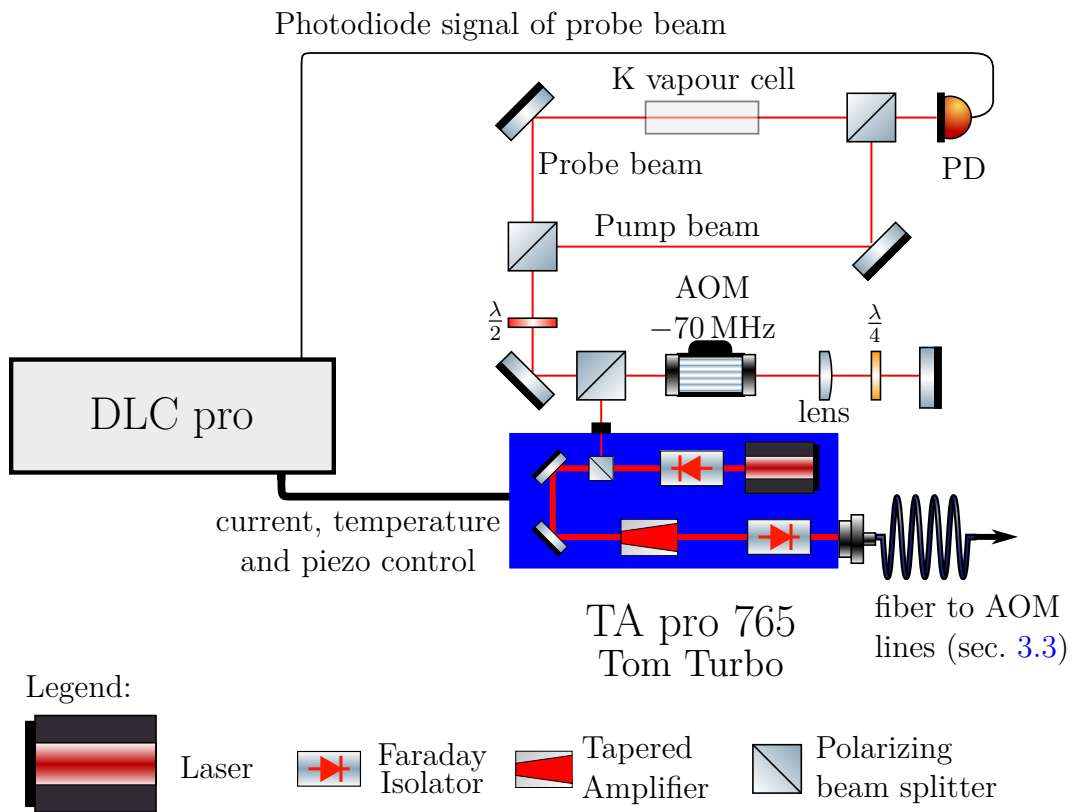 Photodiode signal of probe beam
K vapour cell
PD
Probe beam
Pump beam
AOM
−70 MHz
λ/2
λ/4
lens
DLC pro
current, temperature
and piezo control
TA pro 765
Tom Turbo
fiber to AOM
lines (sec. 3.3)
Legend:
Laser
Faraday
Isolator
Tapered
Amplifier
Polarizing
beam splitter